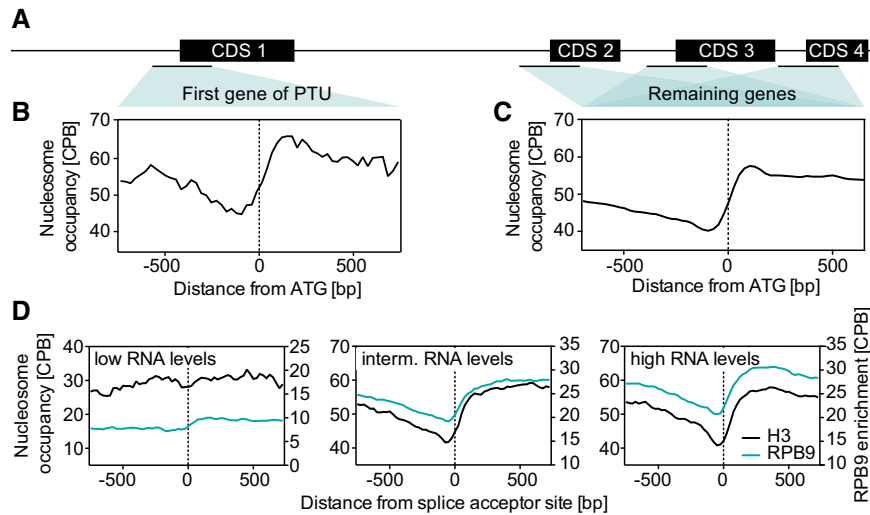 A
CDS 1
CDS 2
CDS 3
CDS 4
First gene of PTU
Remaining genes
B
Nucleosome
occupancy [CPB]
70
60
50
40
-500
0
500
Distance from ATG [bp]
C
Nucleosome
occupancy [CPB]
70
60
50
40
-500
0
500
Distance from ATG [bp]
D
Nucleosome
occupancy [CPB]
low RNA levels
40
30
20
10
25
20
15
10
5
0
-500
0
500
interm. RNA levels
70
60
50
40
35
30
25
20
15
10
-500
0
500
high RNA levels
70
60
50
40
35
30
25
20
15
10
-500
0
500
H3
RPB9
RPB9 enrichment [CPB]
Distance from splice acceptor site [bp]